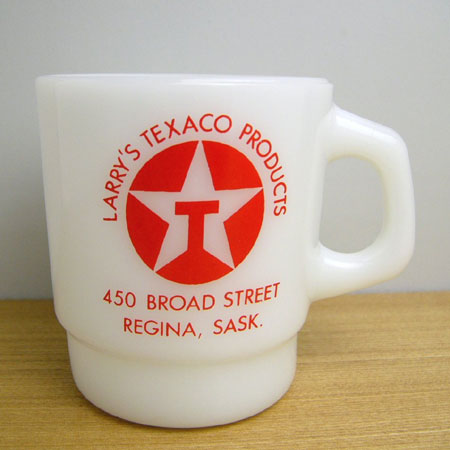 LARRY'S TEXACO PRODUCTS
T
450 BROAD STREET
REGINA, SASK.